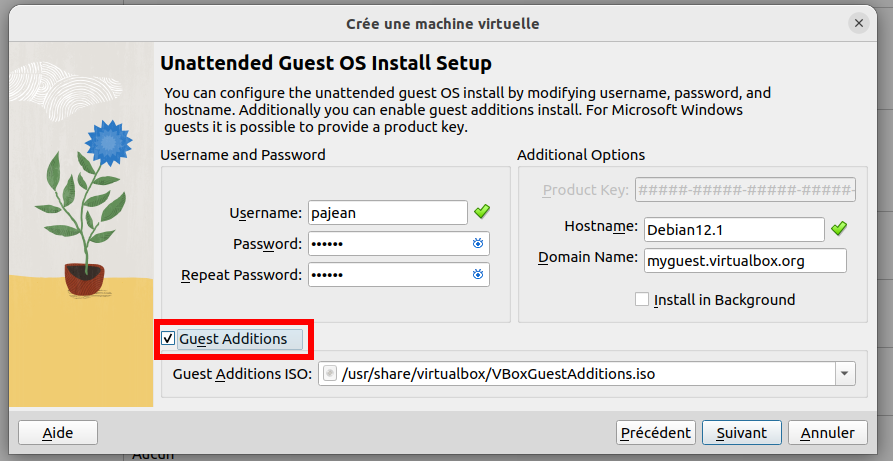 Crée une machine virtuelle
Unattended Guest OS Install Setup
You can configure the unattended guest OS install by modifying username, password, and
hostname. Additionally you can enable guest additions install. For Microsoft Windows
guests it is possible to provide a product key.
Username and Password
Username: pajean
Password: ••••••
Repeat Password: ••••••
Additional Options
Product Key: #####-#####-#####-#####-
Hostname: Debian12.1
Domain Name: myguest.virtualbox.org
Install in Background
Guest Additions
Guest Additions ISO: /usr/share/virtualbox/VBoxGuestAdditions.iso
Aide
Précédent
Suivant
Annuler
Aucun